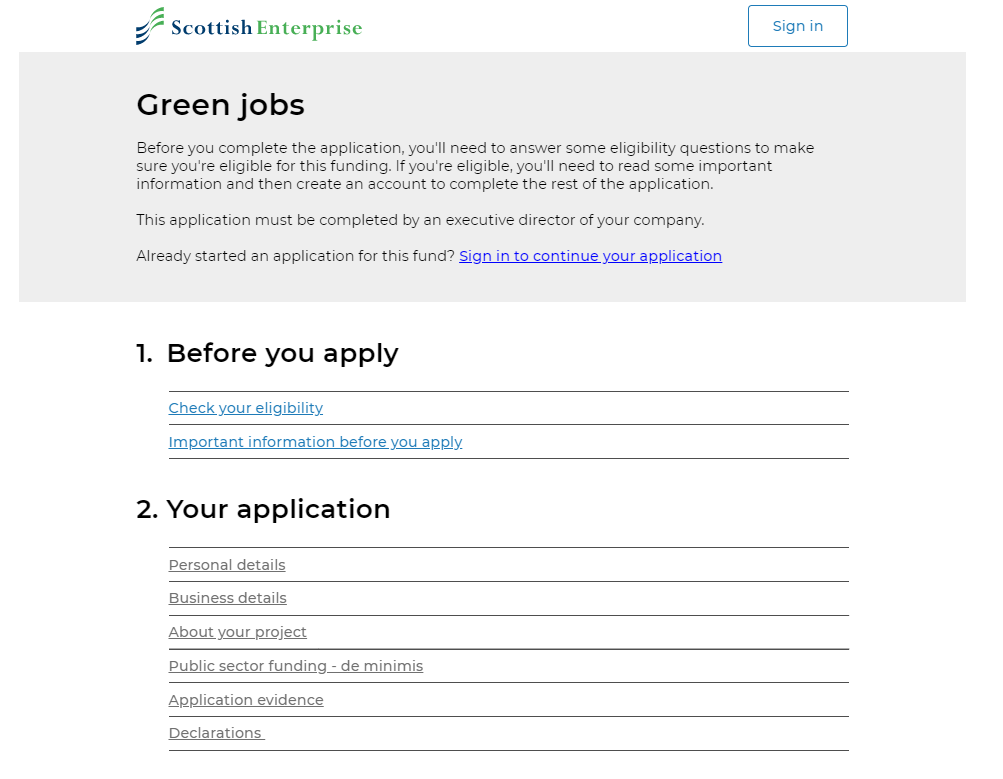 Scottish Enterprise
Sign in
Green jobs
Before you complete the application, you'll need to answer some eligibility questions to make
sure you're eligible for this funding. If you're eligible, you'll need to read some important
information and then create an account to complete the rest of the application.
This application must be completed by an executive director of your company.
Already started an application for this fund? Sign in to continue your application
1. Before you apply
Check your eligibility
Important information before you apply
2. Your application
Personal details
Business details
About your project
Public sector funding - de minimis
Application evidence
Declarations